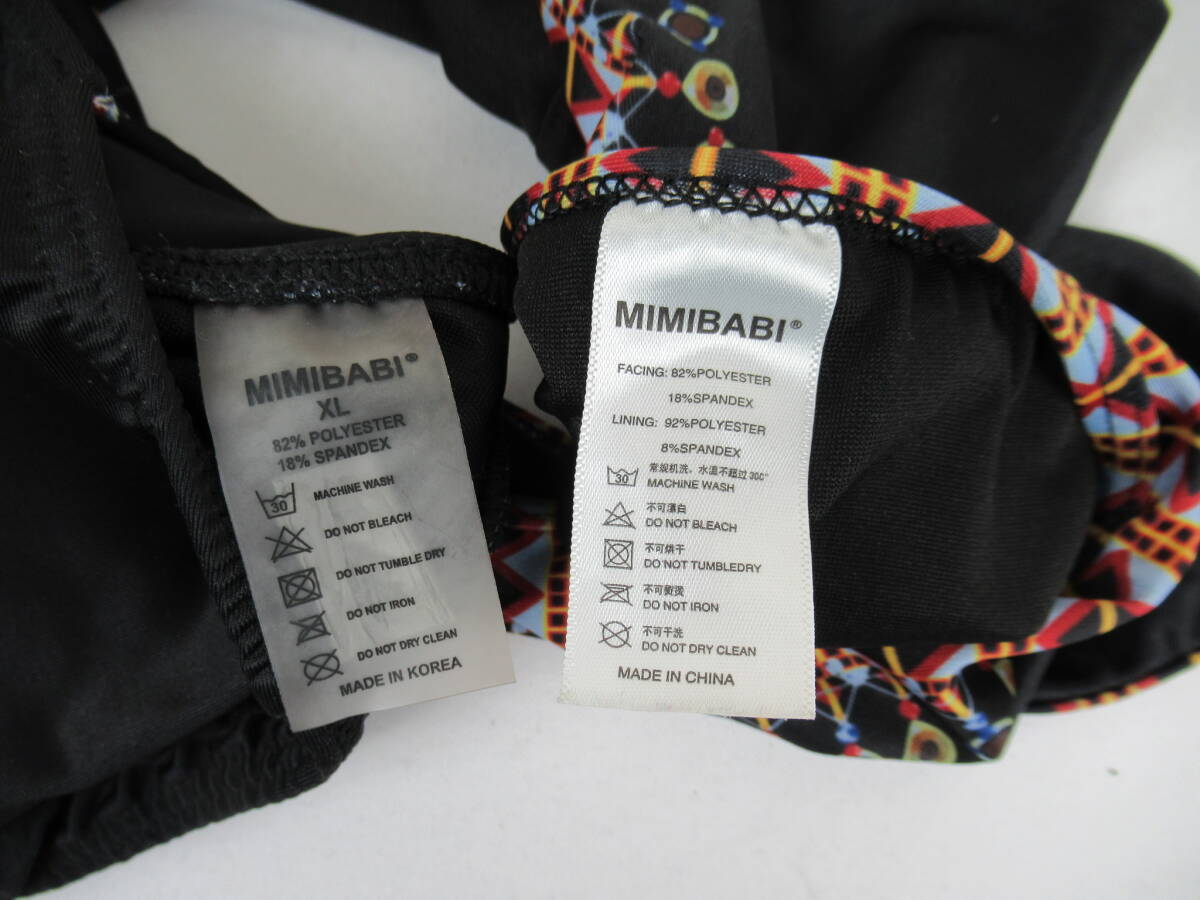 MIMIBABI®
XL
82% POLYESTER
18% SPANDEX
30
MACHINE WASH
DO NOT BLEACH
DO NOT TUMBLE DRY
DO NOT IRON
DO NOT DRY CLEAN
MADE IN KOREA
MIMIBABI®
FACING: 82%POLYESTER
18%SPANDEX
LINING: 92%POLYESTER
8%SPANDEX
30
常规机洗，水温不超过30C°
MACHINE WASH
不可漂白
DO NOT BLEACH
不可烘干
DO NOT TUMBLEDRY
不可熨烫
DO NOT IRON
不可干洗
DO NOT DRY CLEAN
MADE IN CHINA